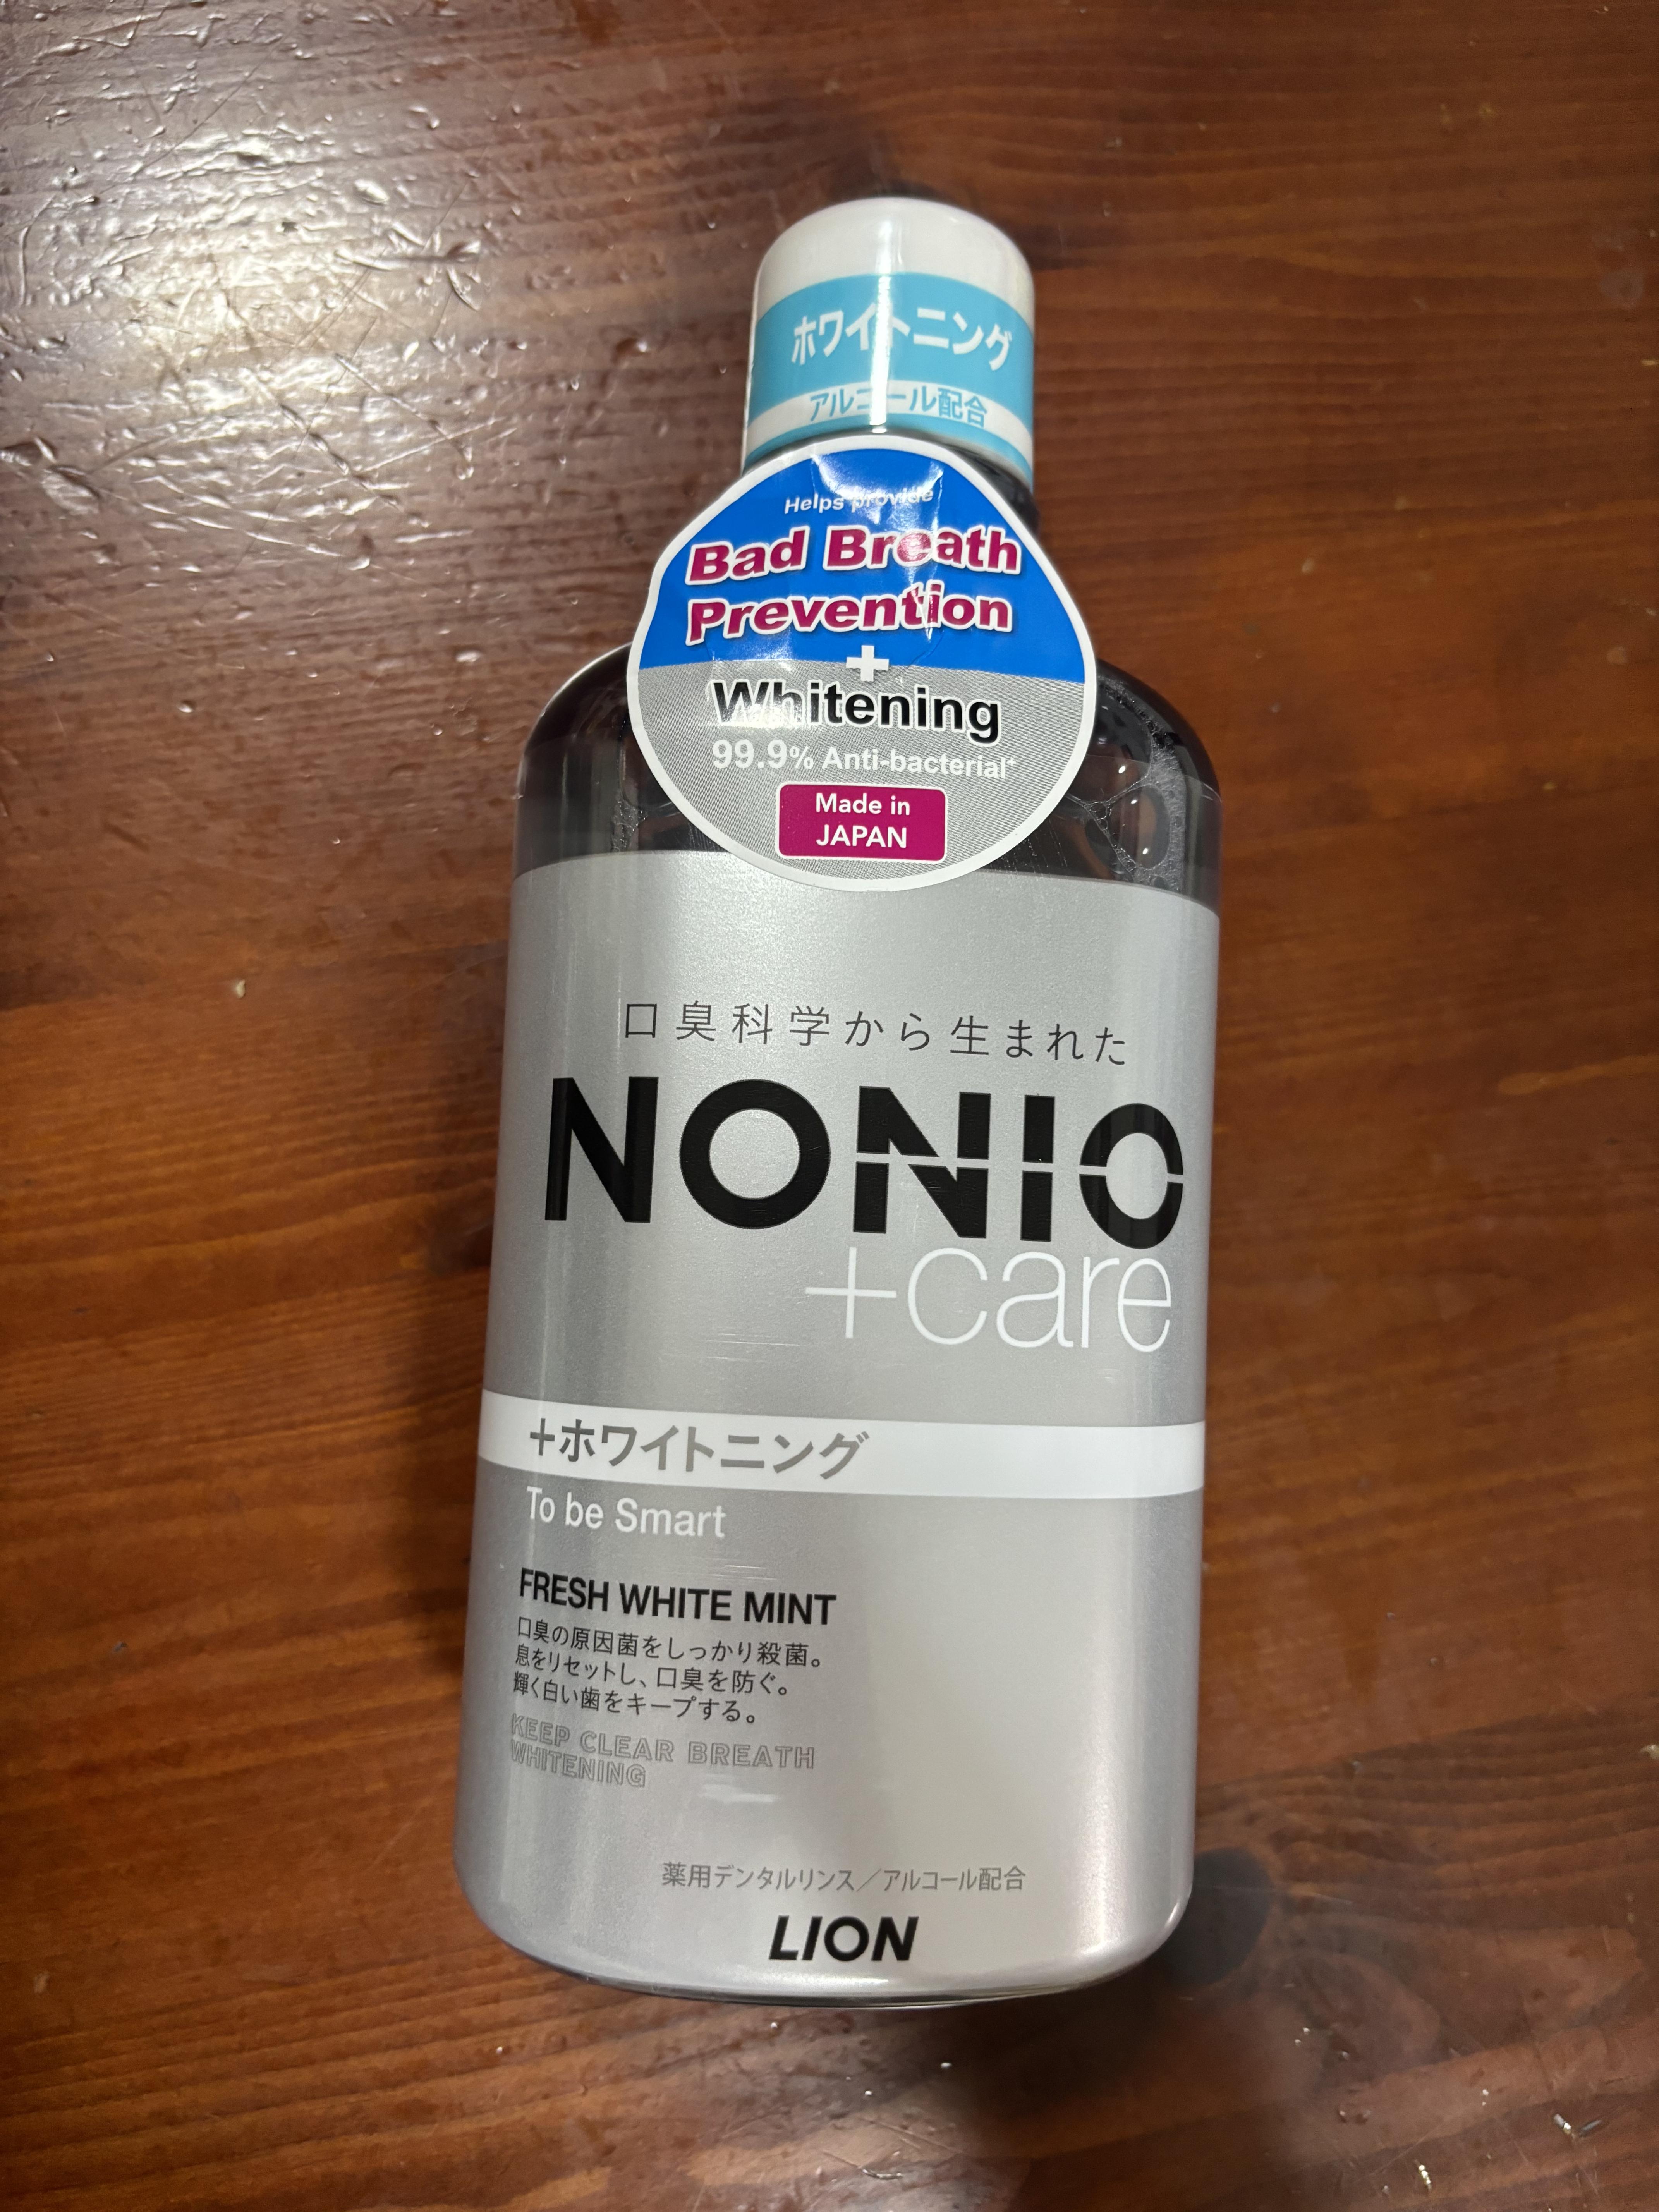 ホワイトニング
アルコール配合
Helps provide
Bad Breath
Prevention
+
Whitening
99.9% Anti-bacterial+
Made in
JAPAN
口臭科学から生まれた
NONIO
+care
+ホワイトニング
To be Smart
FRESH WHITE MINT
口臭の原因菌をしっかり殺菌。
息をリセットし、口臭を防ぐ。
輝く白い歯をキープする。
KEEP CLEAR BREATH
WHITENING
薬用デンタルリンス／アルコール配合
LION